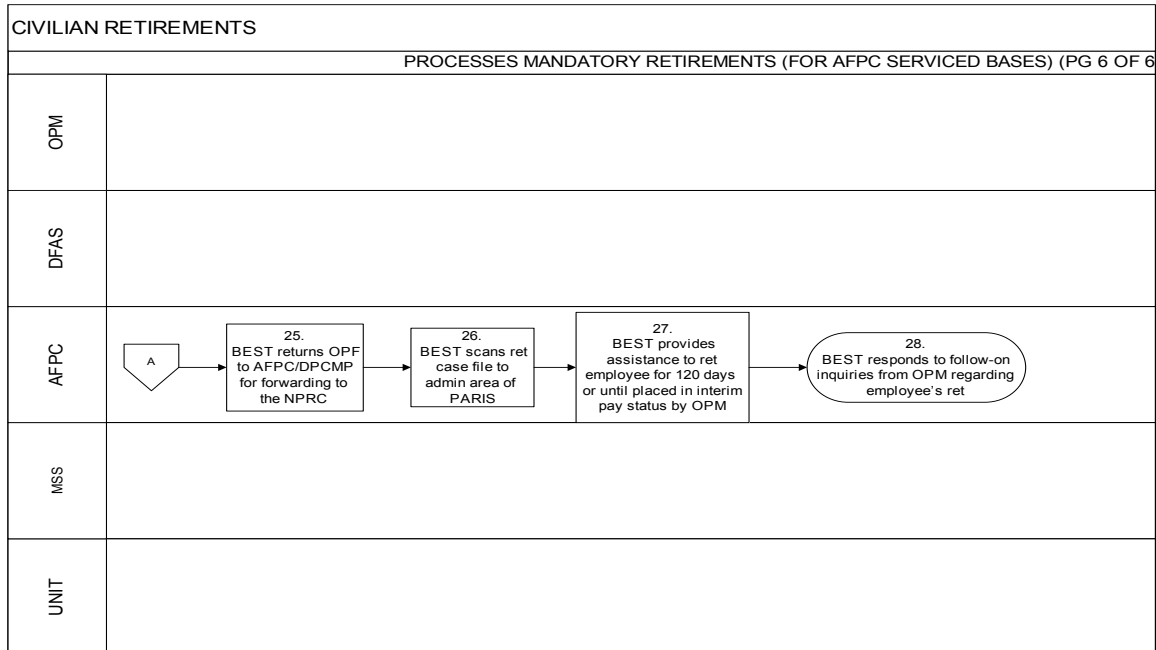 CIVILIAN RETIREMENTS
PROCESSES MANDATORY RETIREMENTS (FOR AFPC SERVICED BASES) (PG 6 OF 6
OPM
DFAS
AFPC
A
25.
BEST returns OPF
to AFPC/DPCMP
for forwarding to
the NPRC
26.
BEST scans ret
case file to
admin area of
PARIS
27.
BEST provides
assistance to ret
employee for 120 days
or until placed in interim
pay status by OPM
28.
BEST responds to follow-on
inquiries from OPM regarding
employee's ret
MSS
UNIT